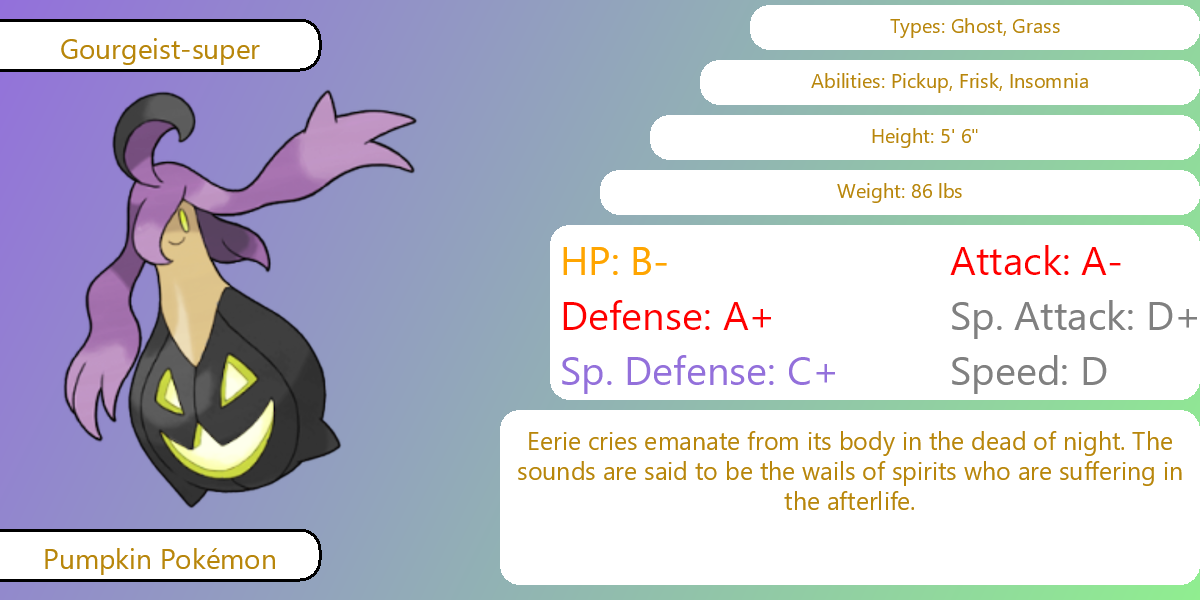 Gourgeist-super
Types: Ghost, Grass
Abilities: Pickup, Frisk, Insomnia
Height: 5' 6"
Weight: 86 lbs
HP: B-
Attack: A-
Defense: A+
Sp. Attack: D+
Sp. Defense: C+
Speed: D
Eerie cries emanate from its body in the dead of night. The
sounds are said to be the wails of spirits who are suffering in
the afterlife.
Pumpkin Pokémon